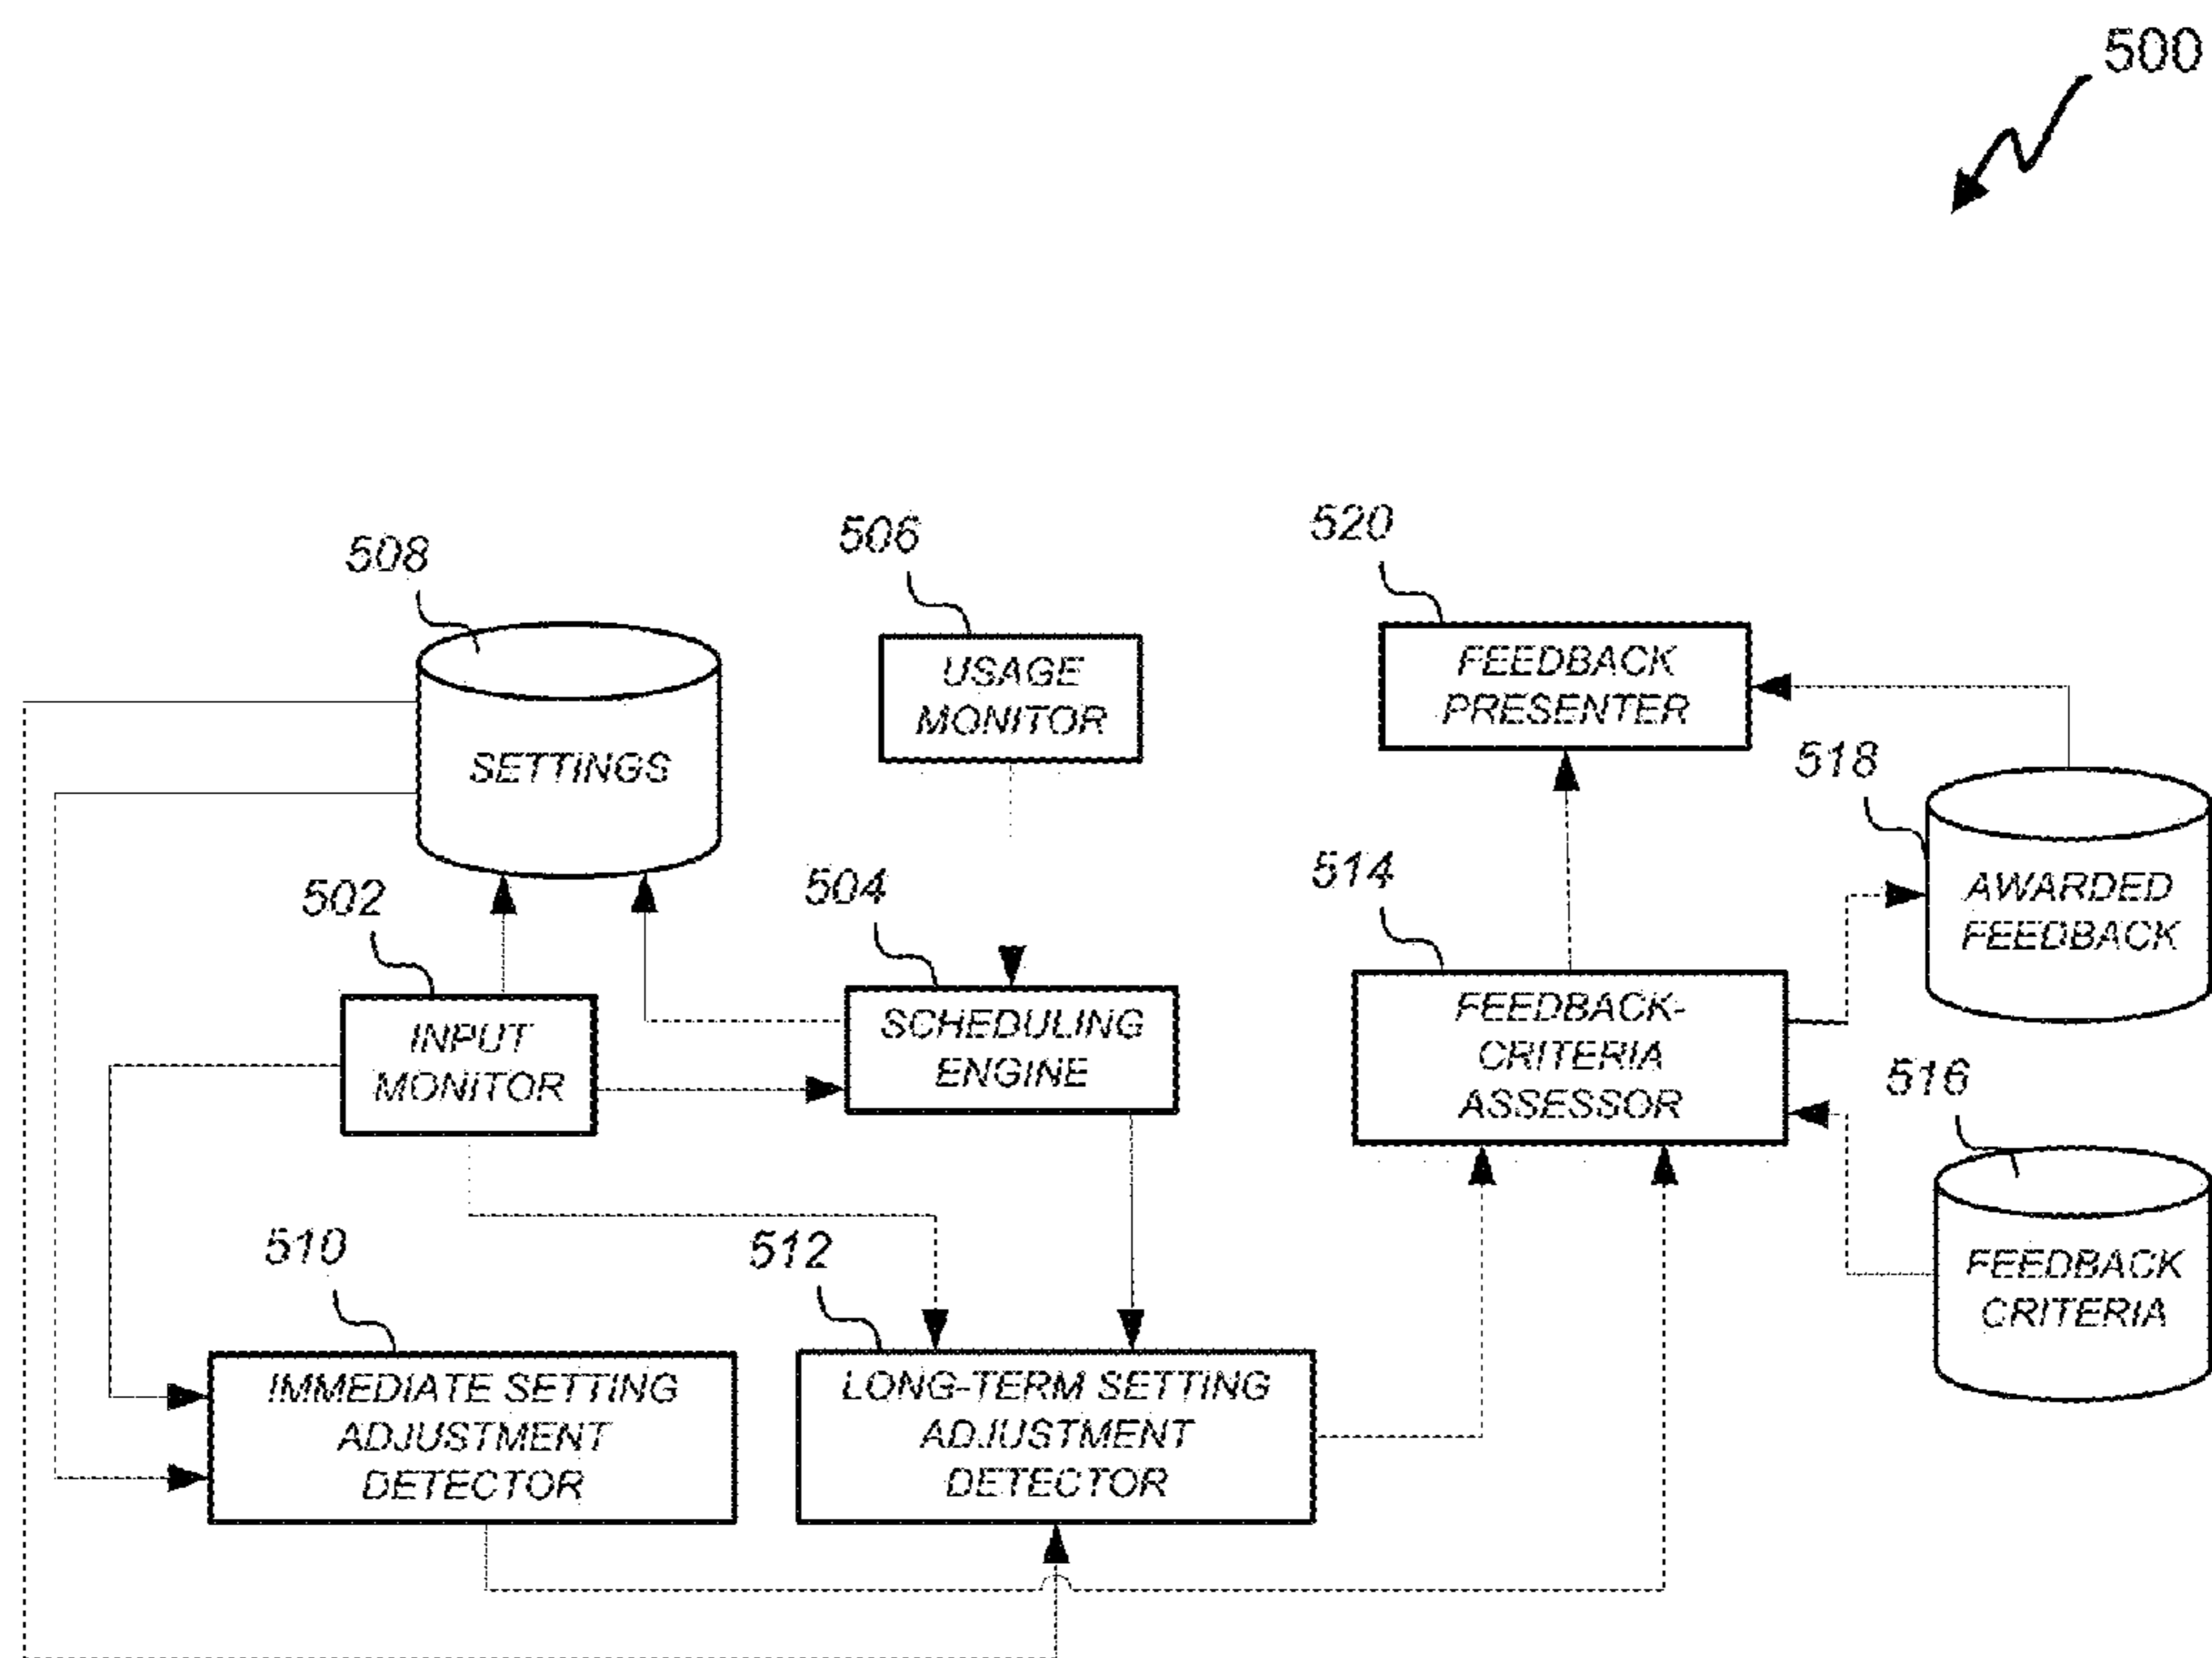 500
508
SETTINGS
506
USAGE
MONITOR
520
FEEDBACK
PRESENTER
518
AWARDED
FEEDBACK
502
INPUT
MONITOR
504
SCHEDULING
ENGINE
514
FEEDBACK-
CRITERIA
ASSESSOR
516
FEEDBACK
CRITERIA
510
IMMEDIATE SETTING
ADJUSTMENT
DETECTOR
512
LONG-TERM SETTING
ADJUSTMENT
DETECTOR